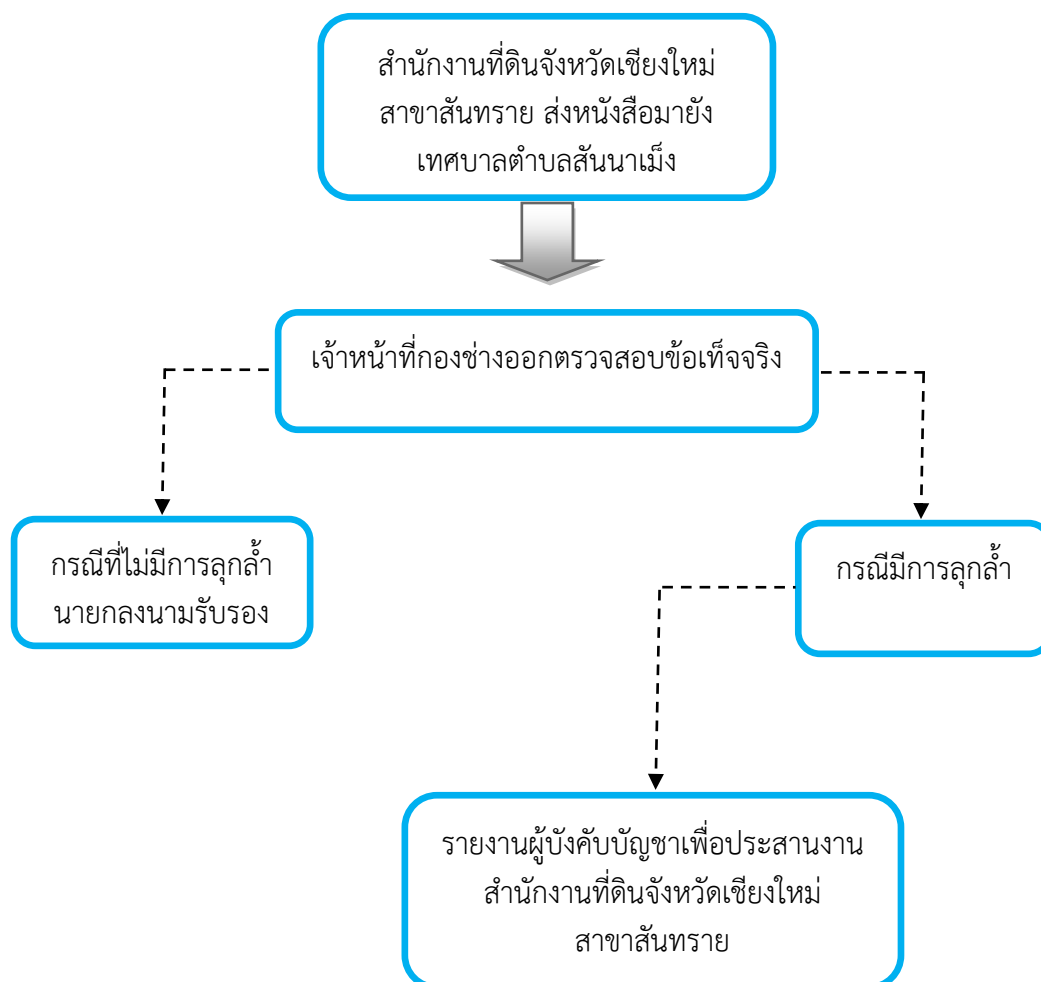 สำนักงานที่ดินจังหวัดเชียงใหม่
สาขาสันทราย ส่งหนังสือมายัง
เทศบาลตำบลสันนาเม็ง
เจ้าหน้าที่กองช่างออกตรวจสอบข้อเท็จจริง
กรณีที่ไม่มีการลุกล้ำ
นายกลงนามรับรอง
กรณีมีการลุกล้ำ
รายงานผู้บังคับบัญชาเพื่อประสานงาน
สำนักงานที่ดินจังหวัดเชียงใหม่
สาขาสันทราย